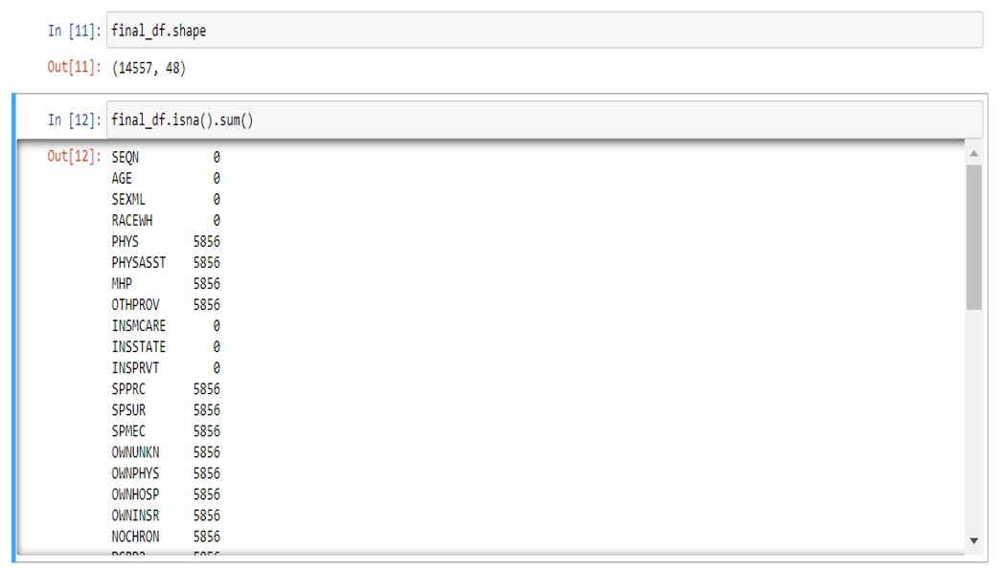 In [11]: final_df.shape
Out[11]: (14557, 48)
In [12]: final_df.isna().sum()
Out[12]: SEQN 0
AGE 0
SEXML 0
RACEWH 0
PHYS 5856
PHYSASST 5856
MHP 5856
OTHPROV 5856
INSMCARE 0
INSSTATE 0
INSPRVT 0
SPPRC 5856
SPSUR 5856
SPMEC 5856
OWNUNKN 5856
OWNPHYS 5856
OWNHOSP 5856
OWNINSR 5856
NOCHRON 5856